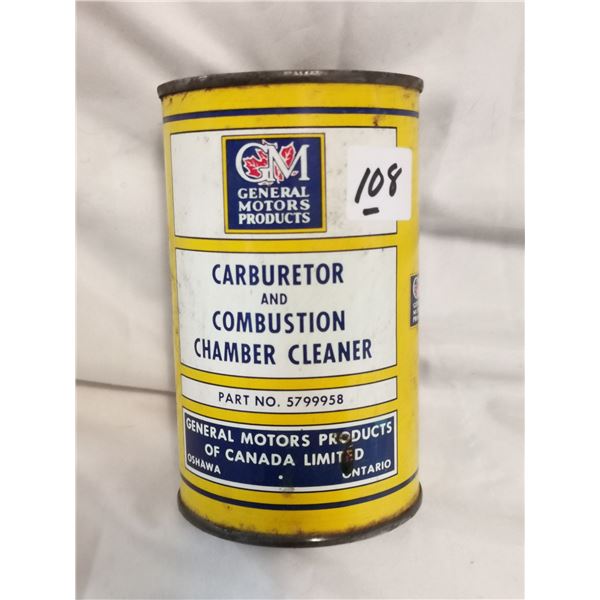 GM
GENERAL
MOTORS
PRODUCTS
108
CARBURETOR
AND
COMBUSTION
CHAMBER CLEANER
PART NO. 5799958
GENERAL MOTORS PRODUCTS
OF CANADA LIMITED
OSHAWA ONTARIO